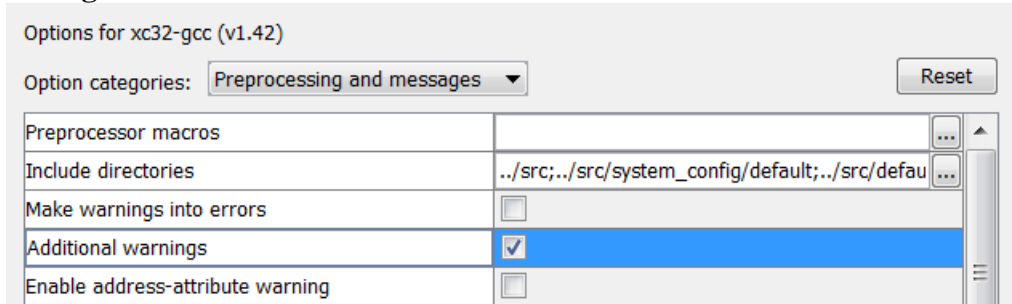 Options for xc32-gcc (v1.42)
Option categories: Preprocessing and messages Reset
Preprocessor macros ...
Include directories ../src;../src/system_config/default;../src/defau ...
Make warnings into errors
Additional warnings
Enable address-attribute warning